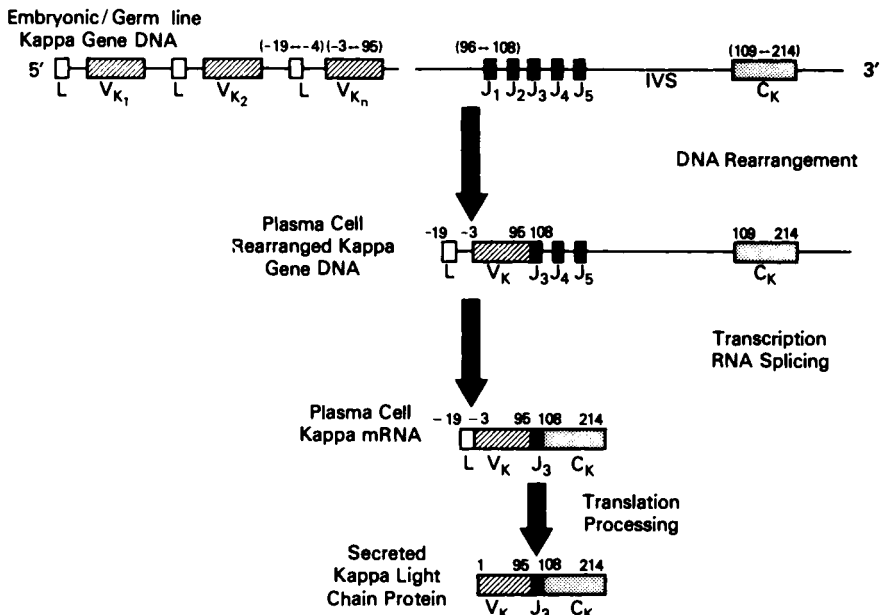 Embryonic/Germ line
Kappa Gene DNA
(-19--4)(-3--95)
(96--108)
(109--214)
5'
3'
L
VK1
L
VK2
L
VKn
J1 J2 J3 J4 J5
IVS
CK
DNA Rearrangement
Plasma Cell
Rearranged Kappa
Gene DNA
-19 -3 95 108
109 214
L
VK
J3 J4 J5
CK
Transcription
RNA Splicing
Plasma Cell
Kappa mRNA
-19 -3 95 108 214
L VK J3 CK
Translation
Processing
Secreted
Kappa Light
Chain Protein
1 95 108 214
VK J3 CK